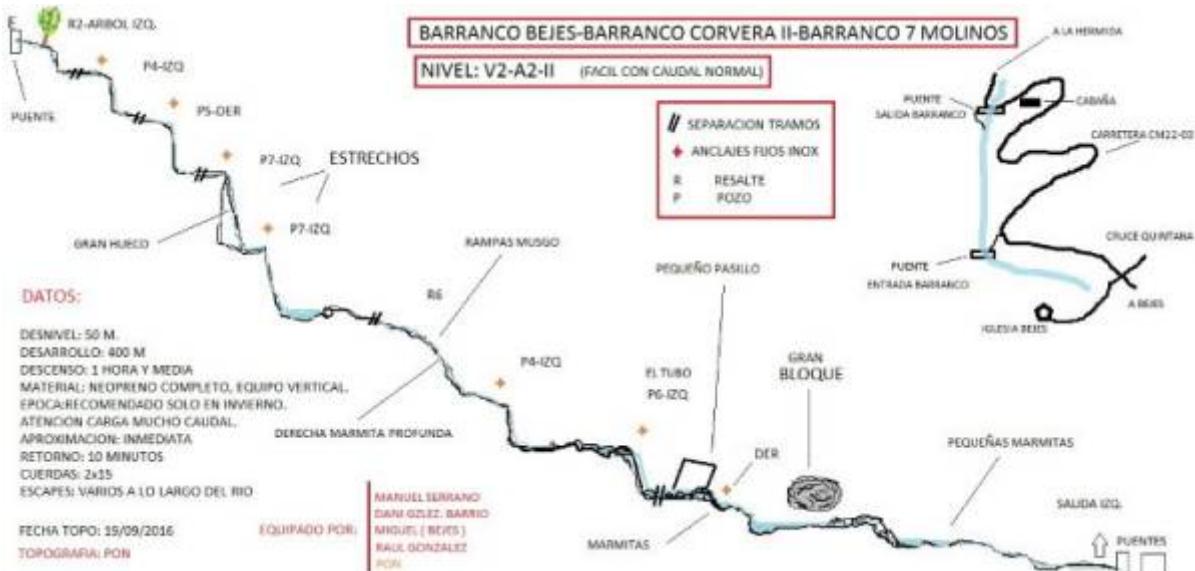 BARRANCO BEJES-BARRANCO CORVERA II-BARRANCO 7 MOLINOS
NIVEL: V2-A2-II (FACIL CON CAUDAL NORMAL)
E
R2-ARBOL IZQ.
PUENTE
P4-IZQ
P5-DER
P7-IZQ
ESTRECHOS
P7-IZQ
GRAN HUECO
SEPARACION TRAMOS
ANCLAJES FIJOS INOX
R RESALTE
P POZO
A LA HERMIDA
PUENTE
SALIDA BARRANCO
CABAÑA
CARRETERA CM22-03
CRUCE QUINTANA
PUENTE
ENTRADA BARRANCO
A BEJES
IGLESIA BEJES
RAMPAS MUSGO
R6
DERECHA MARMITA PROFUNDA
P4-IZQ
PEQUEÑO PASILLO
EL TUBO
P6-IZQ
GRAN
BLOQUE
DER
MARMITAS
PEQUEÑAS MARMITAS
SALIDA IZQ.
PUENTES
DATOS:
DESNIVEL: 50 M.
DESARROLLO: 400 M
DESCENSO: 1 HORA Y MEDIA
MATERIAL: NEOPRENO COMPLETO, EQUIPO VERTICAL.
EPOCA:RECOMENDADO SOLO EN INVIERNO.
ATENCION CARGA MUCHO CAUDAL.
APROXIMACION: INMEDIATA
RETORNO: 10 MINUTOS
CUERDAS: 2x15
ESCAPES: VARIOS A LO LARGO DEL RIO
FECHA TOPO: 19/09/2016
TOPOGRAFIA: PON
EQUIPADO POR:
MANUEL SERRANO
DANI GZLEZ. BARRIO
MIGUEL ( BEJES )
RAUL GONZALEZ
PON